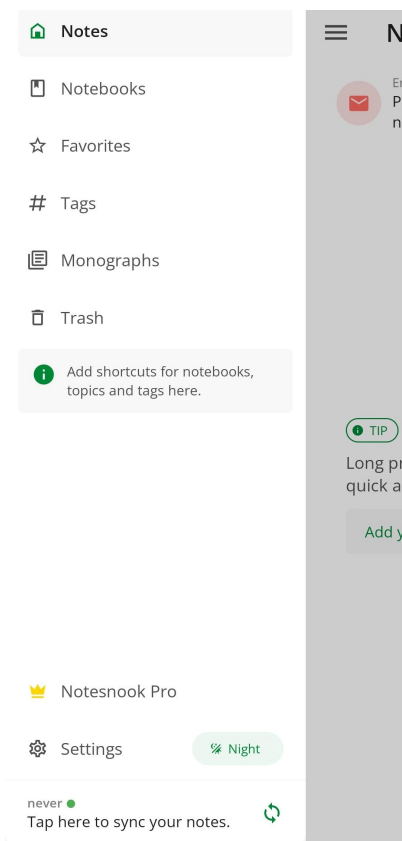 Notes
Notebooks
Favorites
# Tags
Monographs
Trash
Add shortcuts for notebooks,
topics and tags here.
Notesnook Pro
Settings
Night
never
Tap here to sync your notes.
TIP
Long
quick
Add